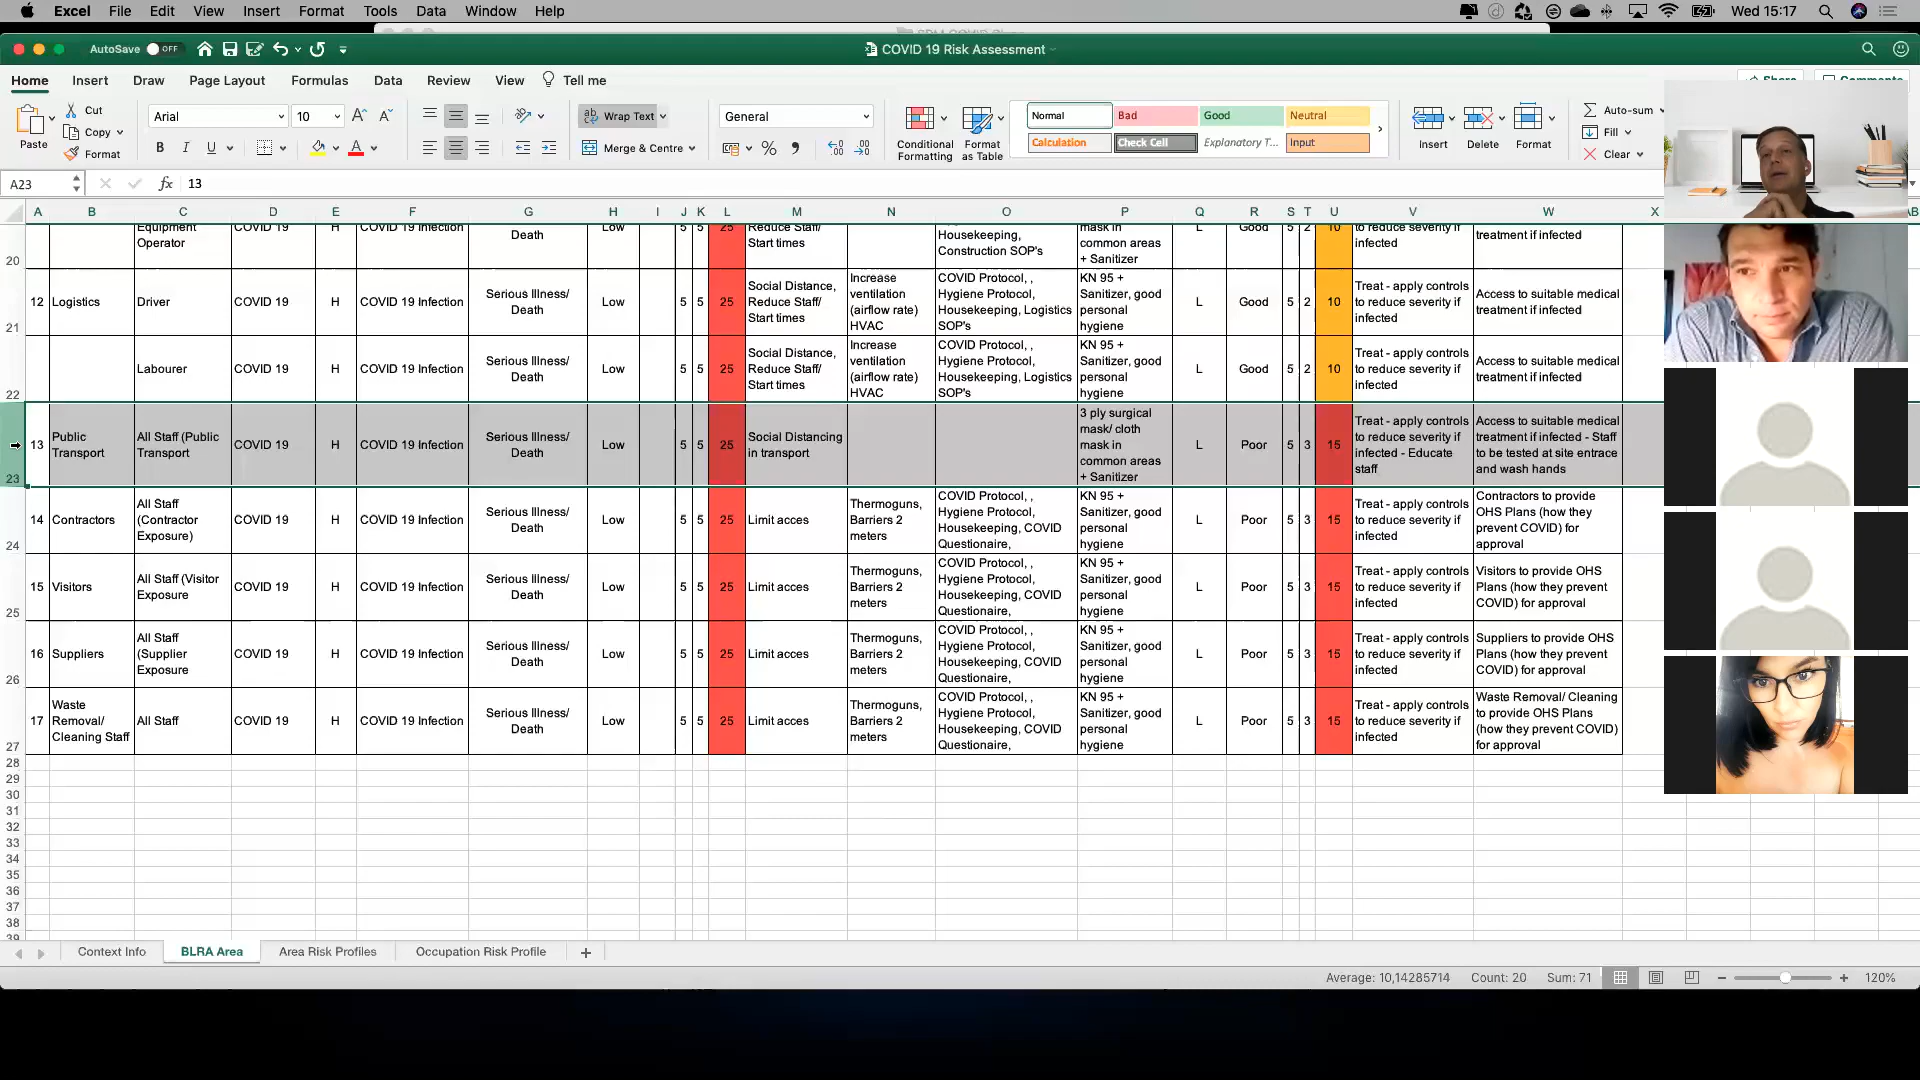 Excel File Edit View Insert Format Tools Data Window Help Wed 15:17
AutoSave OFF COVID 19 Risk Assessment
Home Insert Draw Page Layout Formulas Data Review View Tell me
Cut Arial 10 Wrap Text General Normal Bad Good Neutral Auto-sum
Copy Fill
Paste Format B I U Merge & Centre Conditional Formatting Format as Table Calculation Check Cell Explanatory T... Input Insert Delete Format Clear
A23 fx 13
A B C D E F G H I J K L M N O P Q R S T U V W X AB
20 Equipment Operator COVID 19 H COVID 19 Infection Death Low 5 5 25 Reduce Staff/ Start times Housekeeping, Construction SOP's mask in common areas + Sanitizer L Good 5 2 10 to reduce severity if infected treatment if infected
21 12 Logistics Driver COVID 19 H COVID 19 Infection Serious Illness/ Death Low 5 5 25 Social Distance, Reduce Staff/ Start times Increase ventilation (airflow rate) HVAC COVID Protocol, , Hygiene Protocol, Housekeeping, Logistics SOP's KN 95 + Sanitizer, good personal hygiene L Good 5 2 10 Treat - apply controls to reduce severity if infected Access to suitable medical treatment if infected
22 Labourer COVID 19 H COVID 19 Infection Serious Illness/ Death Low 5 5 25 Social Distance, Reduce Staff/ Start times Increase ventilation (airflow rate) HVAC COVID Protocol, , Hygiene Protocol, Housekeeping, Logistics SOP's KN 95 + Sanitizer, good personal hygiene L Good 5 2 10 Treat - apply controls to reduce severity if infected Access to suitable medical treatment if infected
23 13 Public Transport All Staff (Public Transport COVID 19 H COVID 19 Infection Serious Illness/ Death Low 5 5 25 Social Distancing in transport 3 ply surgical mask/ cloth mask in common areas + Sanitizer L Poor 5 3 15 Treat - apply controls to reduce severity if infected - Educate staff Access to suitable medical treatment if infected - Staff to be tested at site entrace and wash hands
24 14 Contractors All Staff (Contractor Exposure) COVID 19 H COVID 19 Infection Serious Illness/ Death Low 5 5 25 Limit acces Thermoguns, Barriers 2 meters COVID Protocol, , Hygiene Protocol, Housekeeping, COVID Questionaire, KN 95 + Sanitizer, good personal hygiene L Poor 5 3 15 Treat - apply controls to reduce severity if infected Contractors to provide OHS Plans (how they prevent COVID) for approval
25 15 Visitors All Staff (Visitor Exposure COVID 19 H COVID 19 Infection Serious Illness/ Death Low 5 5 25 Limit acces Thermoguns, Barriers 2 meters COVID Protocol, , Hygiene Protocol, Housekeeping, COVID Questionaire, KN 95 + Sanitizer, good personal hygiene L Poor 5 3 15 Treat - apply controls to reduce severity if infected Visitors to provide OHS Plans (how they prevent COVID) for approval
26 16 Suppliers All Staff (Supplier Exposure COVID 19 H COVID 19 Infection Serious Illness/ Death Low 5 5 25 Limit acces Thermoguns, Barriers 2 meters COVID Protocol, , Hygiene Protocol, Housekeeping, COVID Questionaire, KN 95 + Sanitizer, good personal hygiene L Poor 5 3 15 Treat - apply controls to reduce severity if infected Suppliers to provide OHS Plans (how they prevent COVID) for approval
27 17 Waste Removal/ Cleaning Staff All Staff COVID 19 H COVID 19 Infection Serious Illness/ Death Low 5 5 25 Limit acces Thermoguns, Barriers 2 meters COVID Protocol, , Hygiene Protocol, Housekeeping, COVID Questionaire, KN 95 + Sanitizer, good personal hygiene L Poor 5 3 15 Treat - apply controls to reduce severity if infected Waste Removal/ Cleaning to provide OHS Plans (how they prevent COVID) for approval
28
29
30
31
32
33
34
35
36
37
38
39
Context Info BLRA Area Area Risk Profiles Occupation Risk Profile +
Average: 10,14285714 Count: 20 Sum: 71 120%